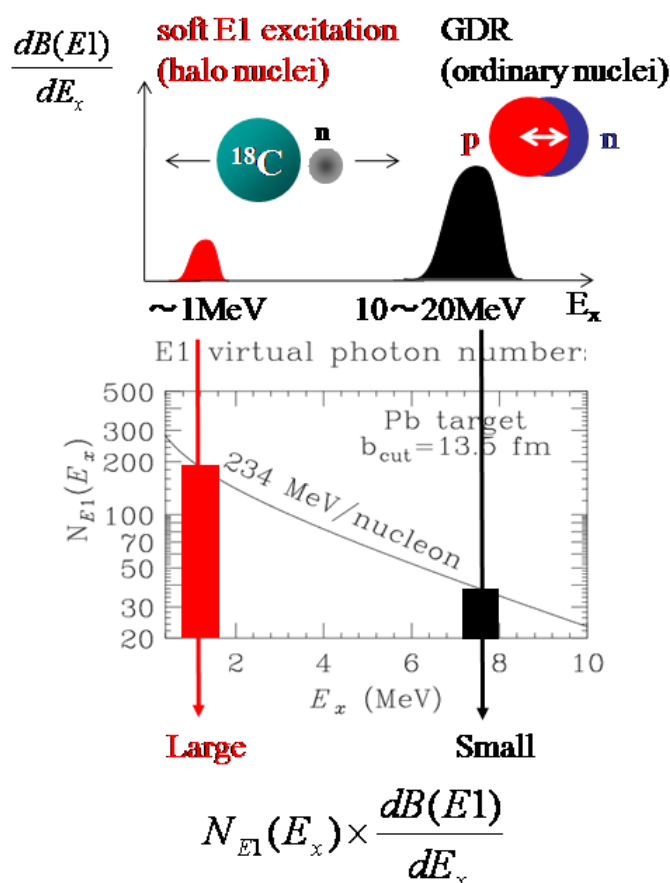 soft E1 excitation
(halo nuclei)
GDR
(ordinary nuclei)
dB(E1)
dEx
18C
n
p
n
~1MeV
10~20MeV
Ex
E1 virtual photon number:
500
300
200
100
70
50
30
20
NE1(Ex)
Pb target
bcut=13.5 fm
234 MeV/nucleon
2
4
6
8
10
Ex (MeV)
Large
Small
NE1(Ex)×dB(E1)
dEx